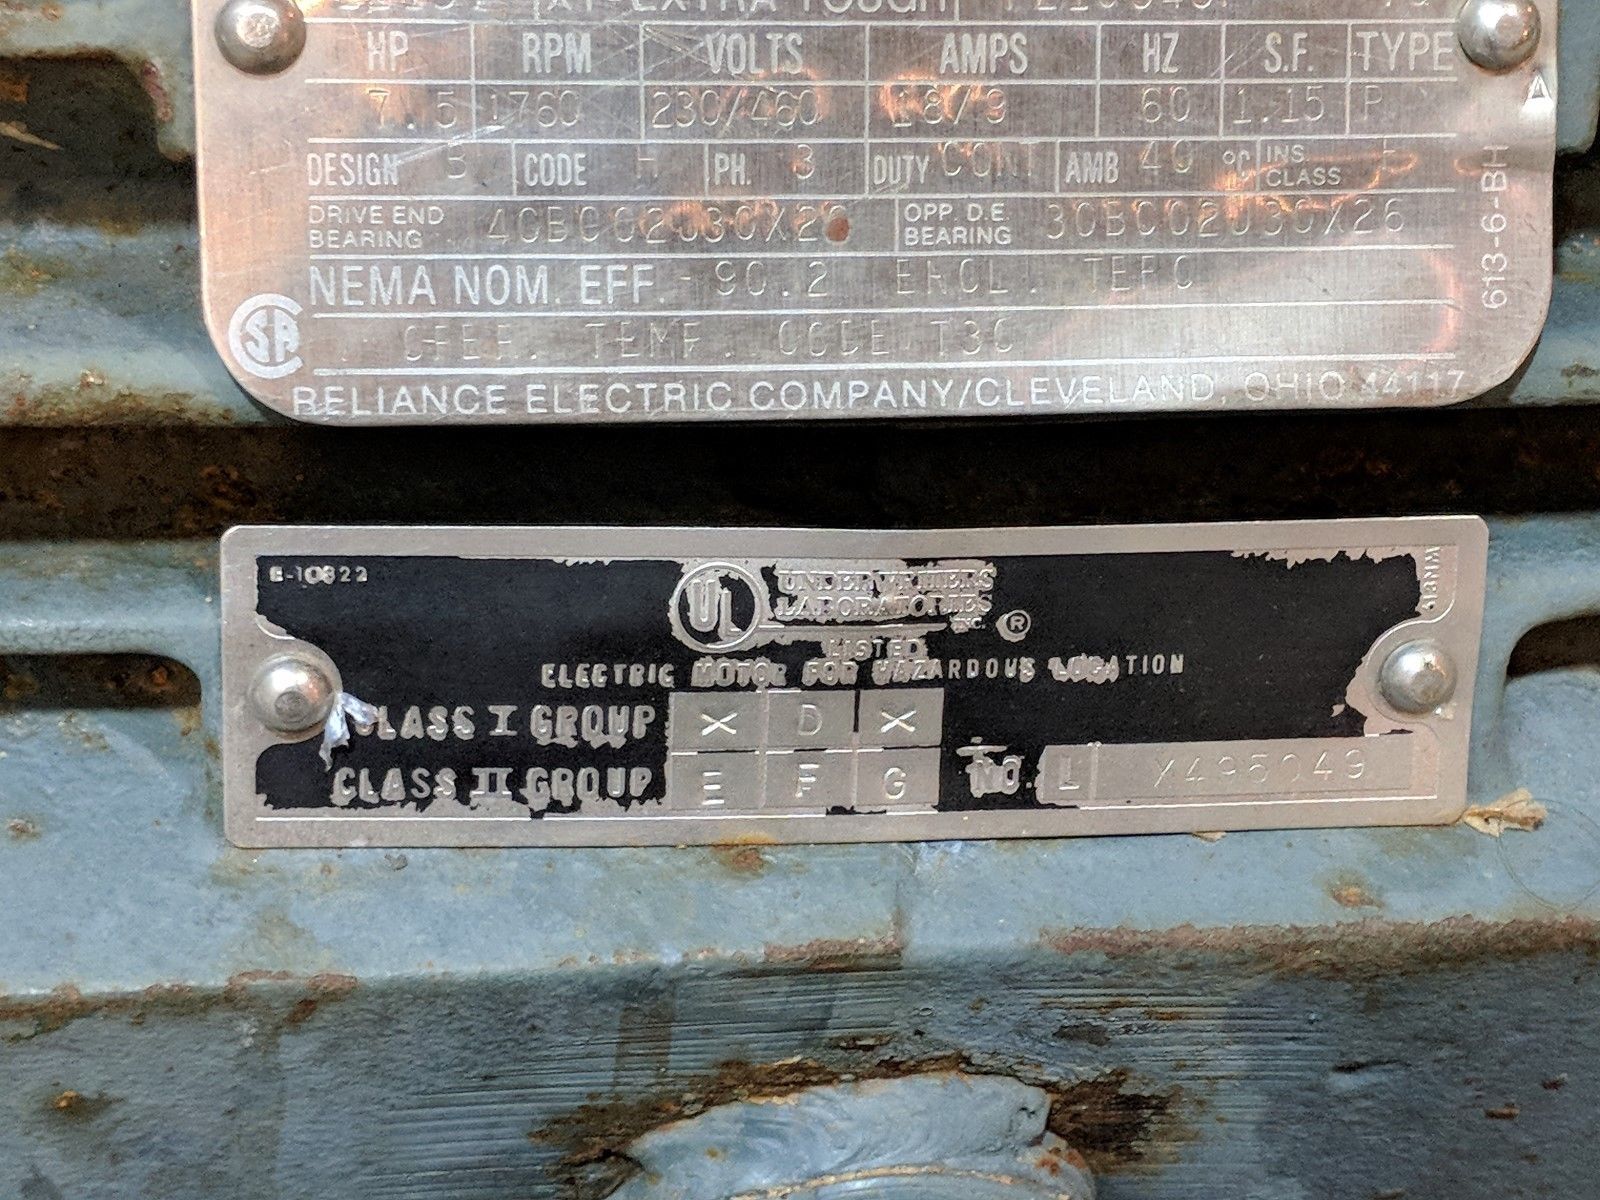 XT-EXTRA TOUGH
HP RPM VOLTS AMPS HZ S.F. TYPE
7.5 1760 230/460 18/9 60 1.15 P
DESIGN B CODE H PH. 3 DUTY CONT AMB 40 °C INS. CLASS F
DRIVE END BEARING 40BC02J30X26 OPP. D.E. BEARING 30BC02J30X26
NEMA NOM. EFF. 90.2 ENCL. TEFC
OPER. TEMP. CODE T3C
RELIANCE ELECTRIC COMPANY/CLEVELAND, OHIO 44117
613-6-BH
SA
E-10822
UL UNDERWRITERS LABORATORIES INC. ®
LISTED
ELECTRIC MOTOR FOR HAZARDOUS LOCATION
CLASS I GROUP X D X
CLASS II GROUP E F G NO. L X495049